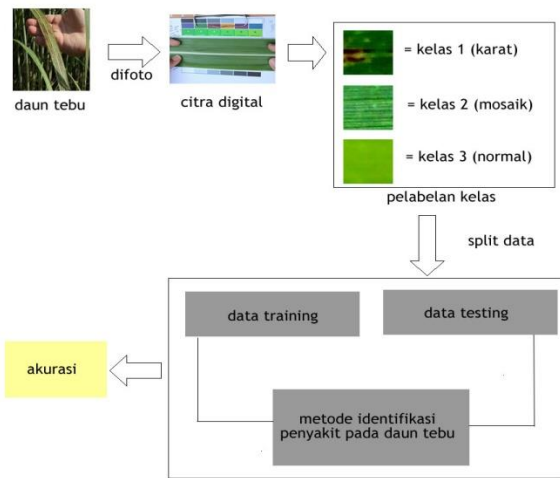 daun tebu
difoto
citra digital
= kelas 1 (karat)
= kelas 2 (mosaik)
= kelas 3 (normal)
pelabelan kelas
split data
data training
data testing
akurasi
metode identifikasi
penyakit pada daun tebu